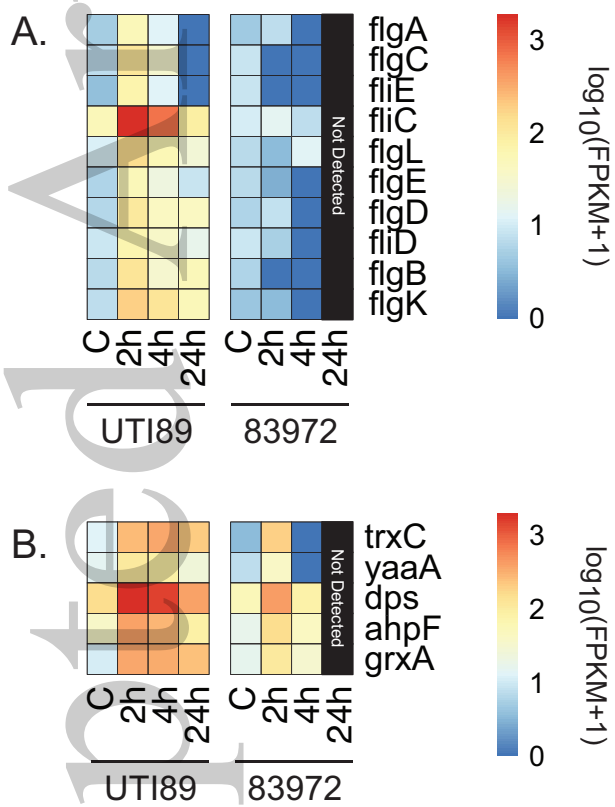 A.
flgA
flgC
fliE
fliC
flgL
flgE
flgD
fliD
flgB
flgK
Not Detected
C 2h 4h 24h C 2h 4h 24h
UTI89 83972
3
2
1
0
log10(FPKM+1)
B.
trxC
yaaA
dps
ahpF
grxA
Not Detected
C 2h 4h 24h C 2h 4h 24h
UTI89 83972
3
2
1
0
log10(FPKM+1)
pted Ar